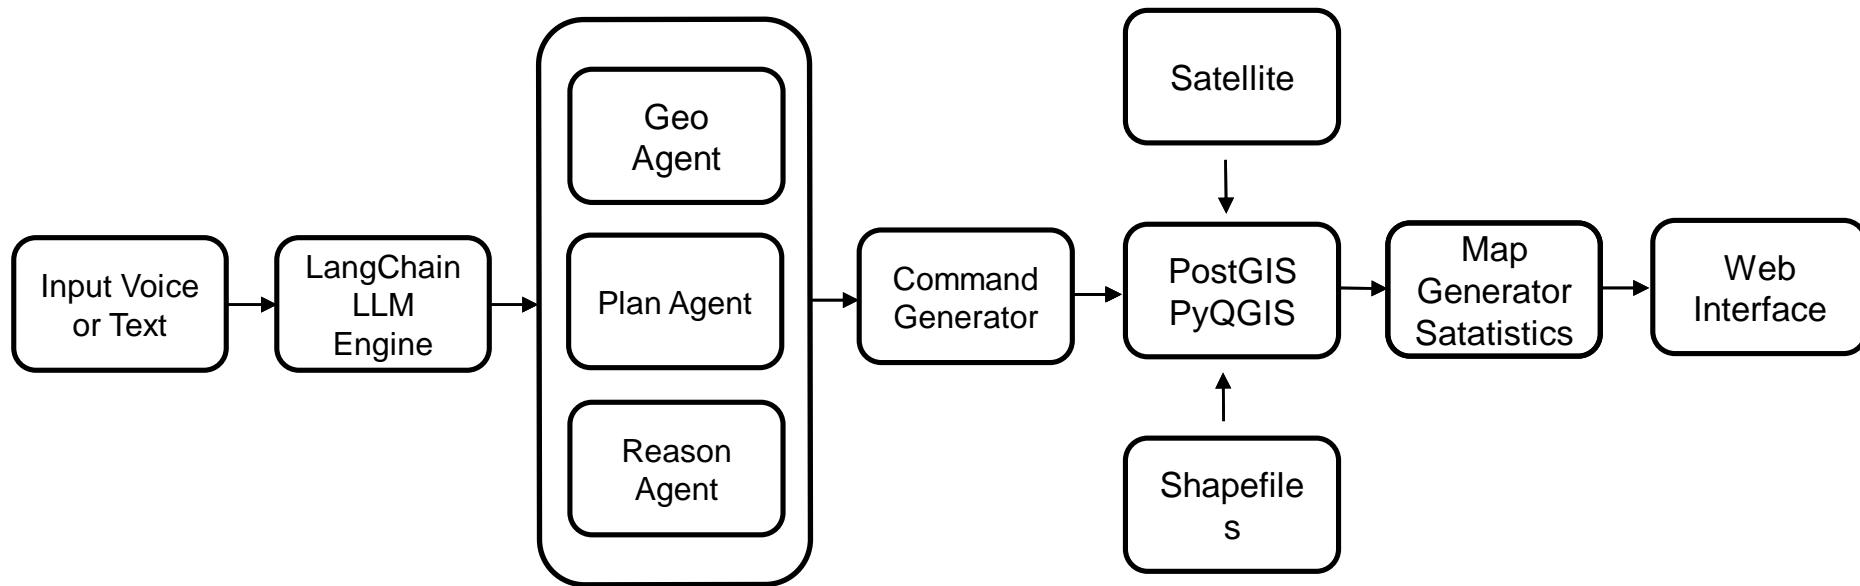 Input Voice
or Text
LangChain
LLM
Engine
Geo
Agent
Plan Agent
Reason
Agent
Command
Generator
Satellite
PostGIS
PyQGIS
Shapefile
s
Map
Generator
Satatistics
Web
Interface